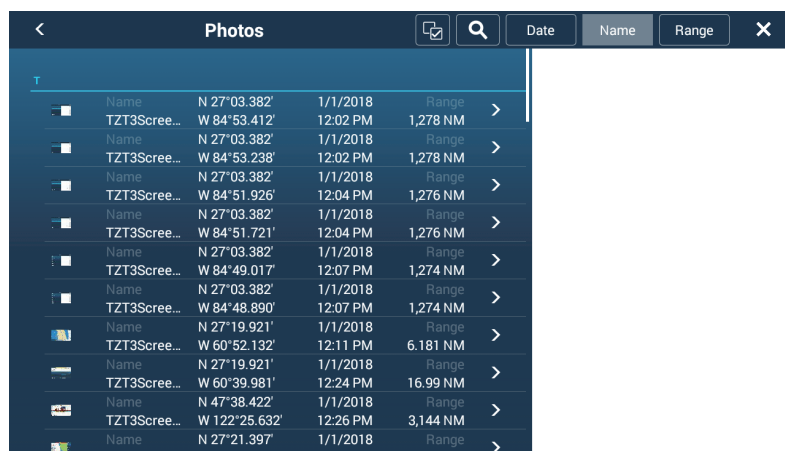 Photos Date Name Range
T
Name N 27°03.382' 1/1/2018 Range
TZT3Scree... W 84°53.412' 12:02 PM 1,278 NM
Name N 27°03.382' 1/1/2018 Range
TZT3Scree... W 84°53.238' 12:02 PM 1,278 NM
Name N 27°03.382' 1/1/2018 Range
TZT3Scree... W 84°51.926' 12:04 PM 1,276 NM
Name N 27°03.382' 1/1/2018 Range
TZT3Scree... W 84°51.721' 12:04 PM 1,276 NM
Name N 27°03.382' 1/1/2018 Range
TZT3Scree... W 84°49.017' 12:07 PM 1,274 NM
Name N 27°03.382' 1/1/2018 Range
TZT3Scree... W 84°48.890' 12:07 PM 1,274 NM
Name N 27°19.921' 1/1/2018 Range
TZT3Scree... W 60°52.132' 12:11 PM 6.181 NM
Name N 27°19.921' 1/1/2018 Range
TZT3Scree... W 60°39.981' 12:24 PM 16.99 NM
Name N 47°38.422' 1/1/2018 Range
TZT3Scree... W 122°25.632' 12:26 PM 3,144 NM
Name N 27°21.397' 1/1/2018 Range